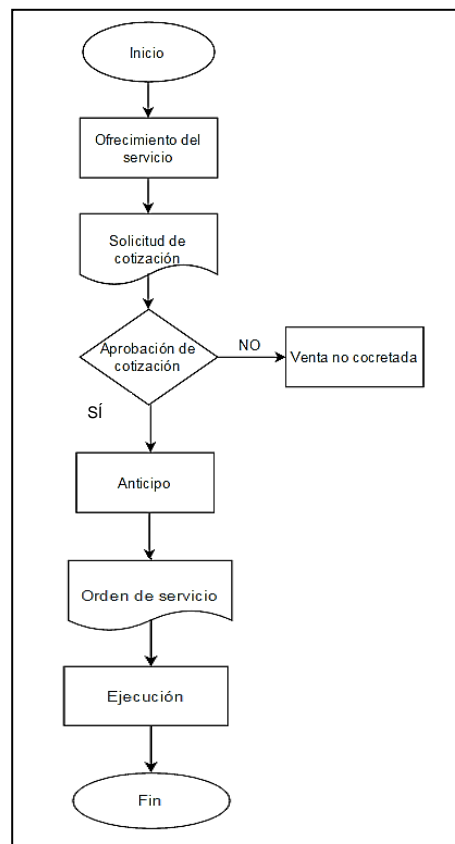 Inicio
Ofrecimiento del
servicio
Solicitud de
cotización
Aprobación de
cotización
NO
Venta no cocretada
SÍ
Anticipo
Orden de servicio
Ejecución
Fin